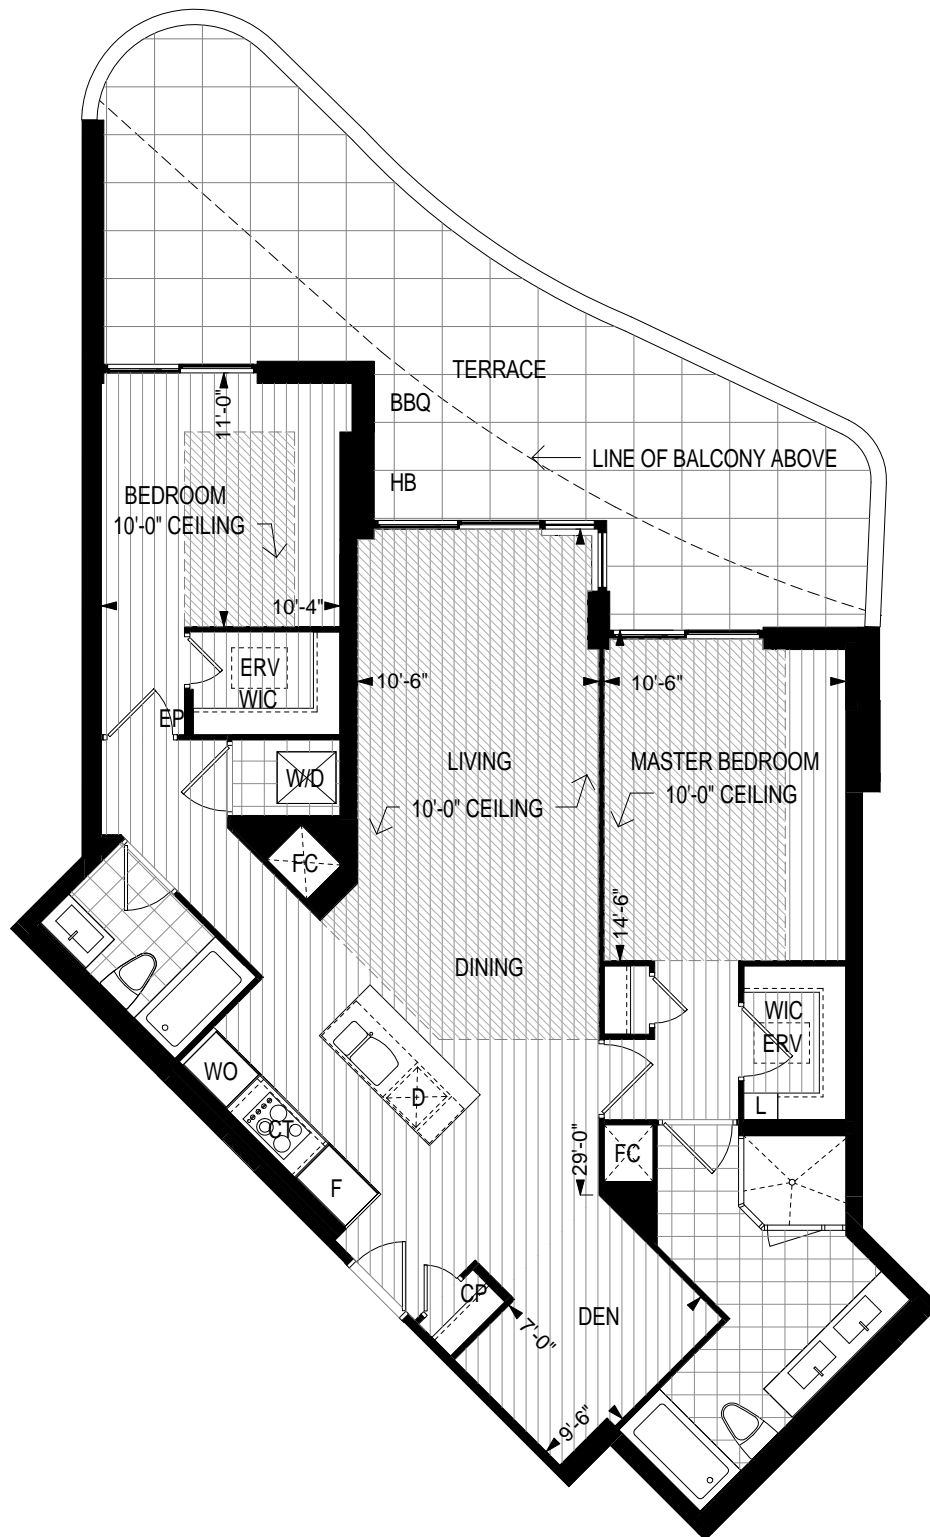 TERRACE
BBQ
LINE OF BALCONY ABOVE
HB
11'-0"
BEDROOM
10'-0" CEILING
10'-4"
ERV
WIC
EP
10'-6"
10'-6"
LIVING
10'-0" CEILING
MASTER BEDROOM
10'-0" CEILING
W/D
FC
14'-6"
DINING
WIC
ERV
L
WO
CT
D
F
29'-0"
FC
CP
7'-0"
DEN
9'-6"